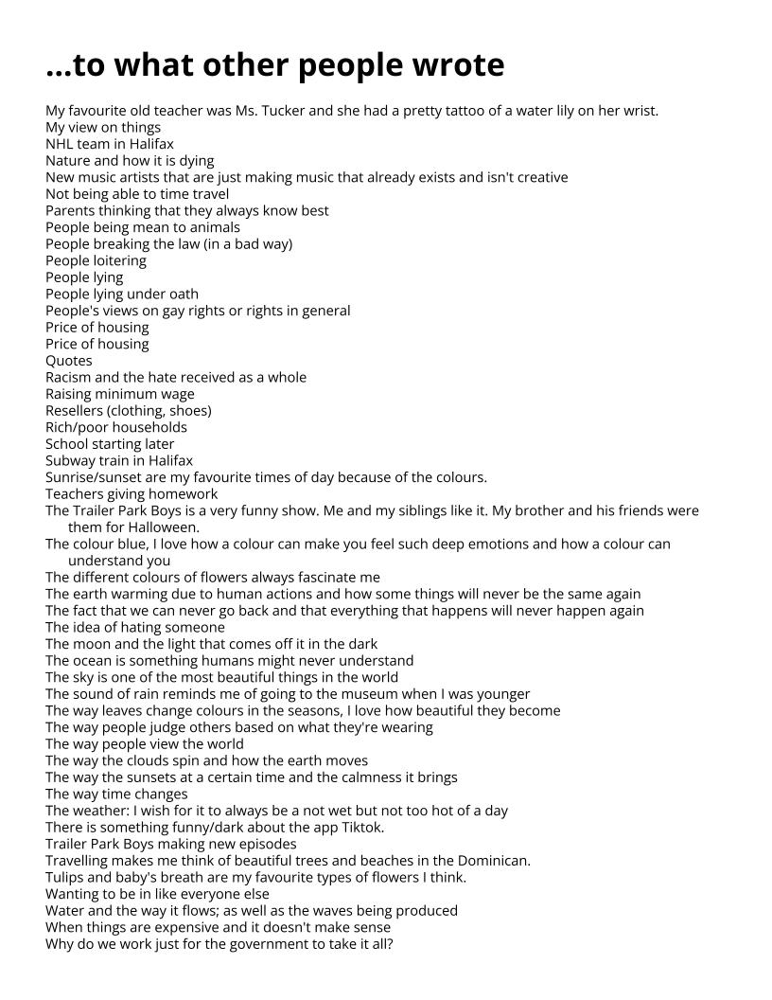 ...to what other people wrote
My favourite old teacher was Ms. Tucker and she had a pretty tattoo of a water lily on her wrist.
My view on things
NHL team in Halifax
Nature and how it is dying
New music artists that are just making music that already exists and isn't creative
Not being able to time travel
Parents thinking that they always know best
People being mean to animals
People breaking the law (in a bad way)
People loitering
People lying
People lying under oath
People's views on gay rights or rights in general
Price of housing
Price of housing
Quotes
Racism and the hate received as a whole
Raising minimum wage
Resellers (clothing, shoes)
Rich/poor households
School starting later
Subway train in Halifax
Sunrise/sunset are my favourite times of day because of the colours.
Teachers giving homework
The Trailer Park Boys is a very funny show. Me and my siblings like it. My brother and his friends were
them for Halloween.
The colour blue, I love how a colour can make you feel such deep emotions and how a colour can
understand you
The different colours of flowers always fascinate me
The earth warming due to human actions and how some things will never be the same again
The fact that we can never go back and that everything that happens will never happen again
The idea of hating someone
The moon and the light that comes off it in the dark
The ocean is something humans might never understand
The sky is one of the most beautiful things in the world
The sound of rain reminds me of going to the museum when I was younger
The way leaves change colours in the seasons, I love how beautiful they become
The way people judge others based on what they're wearing
The way people view the world
The way the clouds spin and how the earth moves
The way the sunsets at a certain time and the calmness it brings
The way time changes
The weather: I wish for it to always be a not wet but not too hot of a day
There is something funny/dark about the app Tiktok.
Trailer Park Boys making new episodes
Travelling makes me think of beautiful trees and beaches in the Dominican.
Tulips and baby's breath are my favourite types of flowers I think.
Wanting to be in like everyone else
Water and the way it flows; as well as the waves being produced
When things are expensive and it doesn't make sense
Why do we work just for the government to take it all?